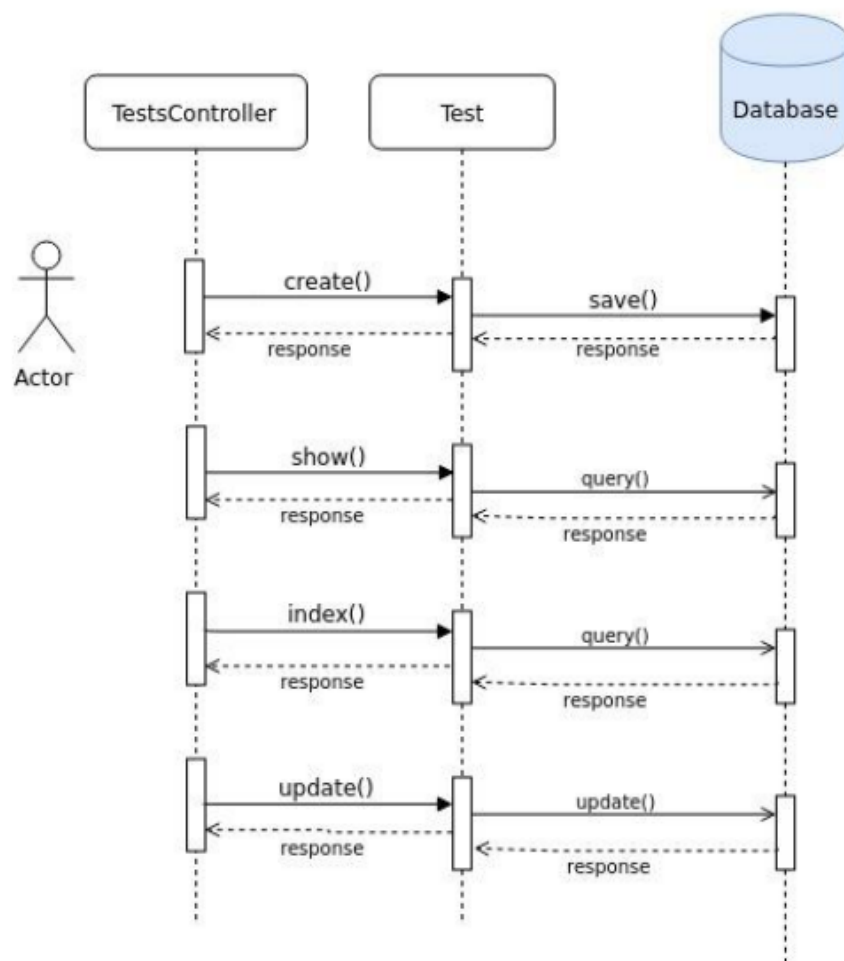 TestsController
Test
Database
create()
save()
response
response
Actor
show()
query()
response
response
index()
query()
response
response
update()
update()
response
response